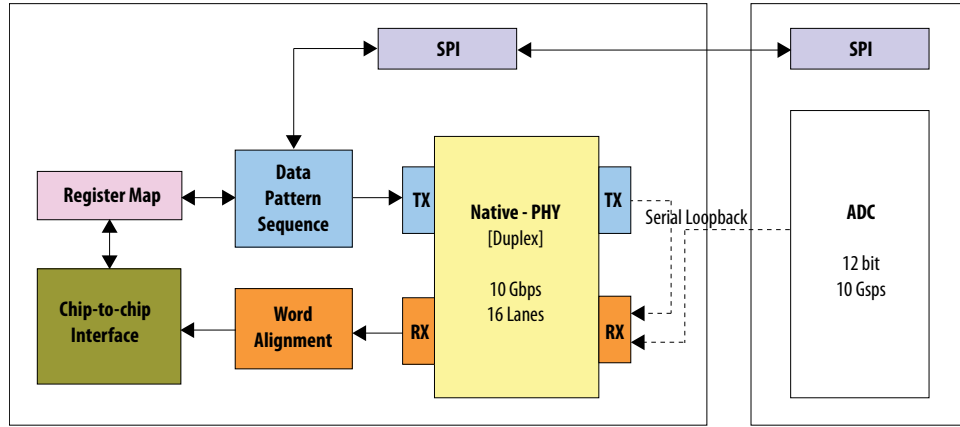 SPI
SPI
Data
Pattern
Sequence
Register Map
TX
Native - PHY
[Duplex]
10 Gbps
16 Lanes
TX
Serial Loopback
ADC
12 bit
10 Gsps
Chip-to-chip
Interface
Word
Alignment
RX
RX